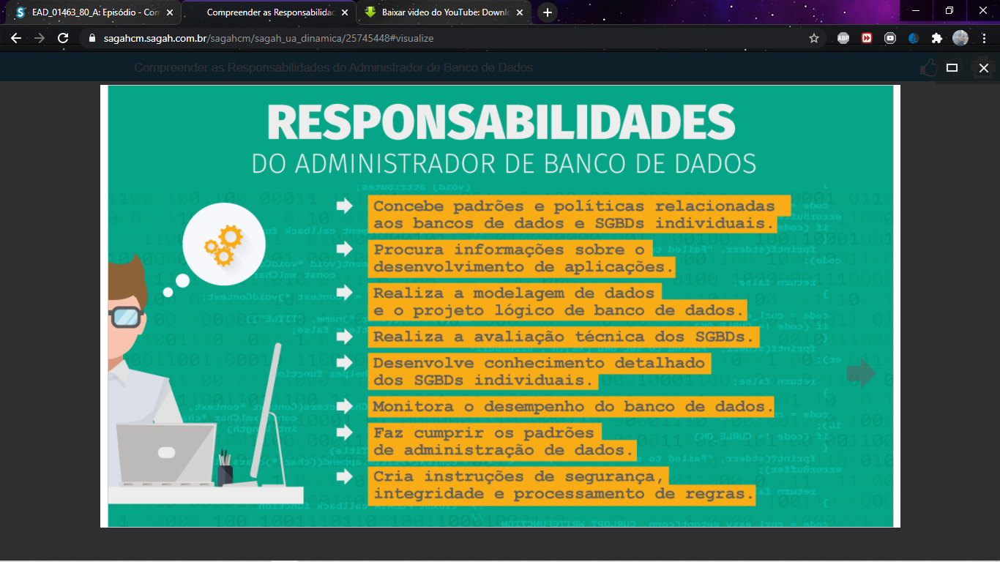 EAD_01463_80_A: Episódio - Con
Compreender as Responsabilidad
Baixar video do YouTube: Downlo
sagahcm.sagah.com.br/sagahcm/sagah_ua_dinamica/25745448#visualize
ABP
Compreender as Responsabilidades do Administrador de Banco de Dados
RESPONSABILIDADES
DO ADMINISTRADOR DE BANCO DE DADOS
Concebe padrões e políticas relacionadas
aos bancos de dados e SGBDs individuais.
Procura informações sobre o
desenvolvimento de aplicações.
Realiza a modelagem de dados
e o projeto lógico de banco de dados.
Realiza a avaliação técnica dos SGBDs.
Desenvolve conhecimento detalhado
dos SGBDs individuais.
Monitora o desempenho do banco de dados.
Faz cumprir os padrões
de administração de dados.
Cria instruções de segurança,
integridade e processamento de regras.